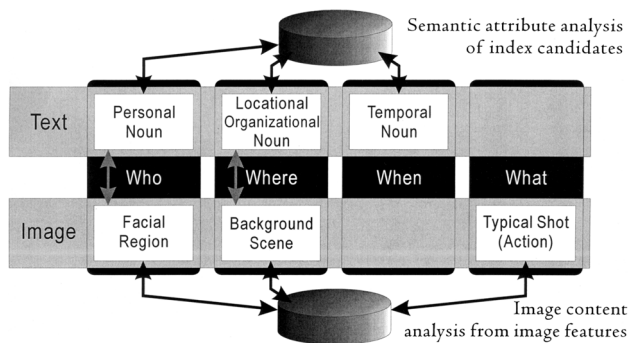 Semantic attribute analysis
of index candidates
Text
Personal
Noun
Locational
Organizational
Noun
Temporal
Noun
Who
Where
When
What
Image
Facial
Region
Background
Scene
Typical Shot
(Action)
Image content
analysis from image features